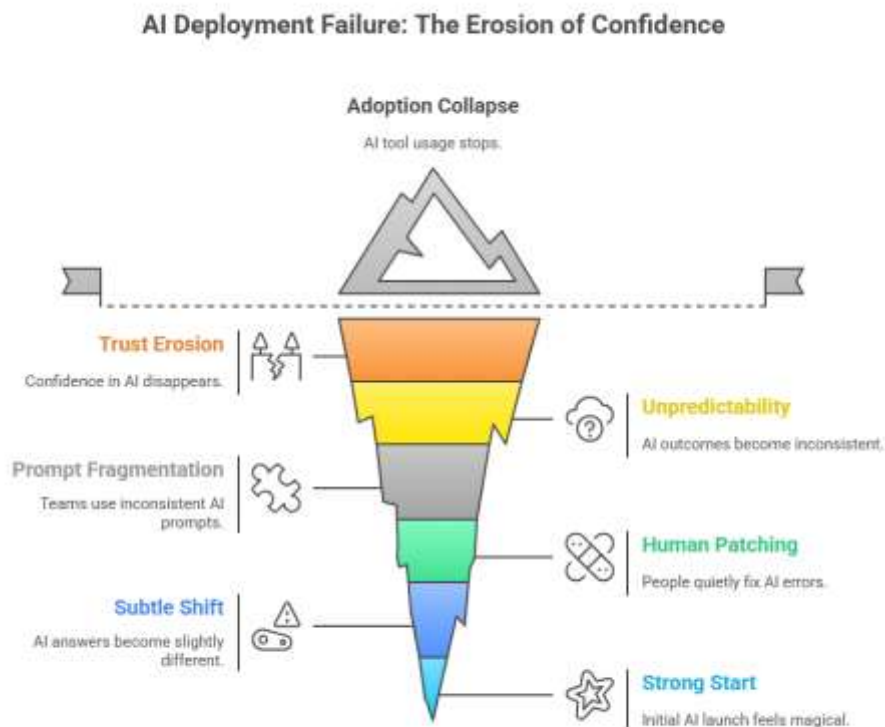 AI Deployment Failure: The Erosion of Confidence
Adoption Collapse
AI tool usage stops.
Trust Erosion
Confidence in AI disappears.
Unpredictability
AI outcomes become inconsistent.
Prompt Fragmentation
Teams use inconsistent AI
prompts.
Human Patching
People quietly fix AI errors.
Subtle Shift
AI answers become slightly
different.
Strong Start
Initial AI launch feels magical.